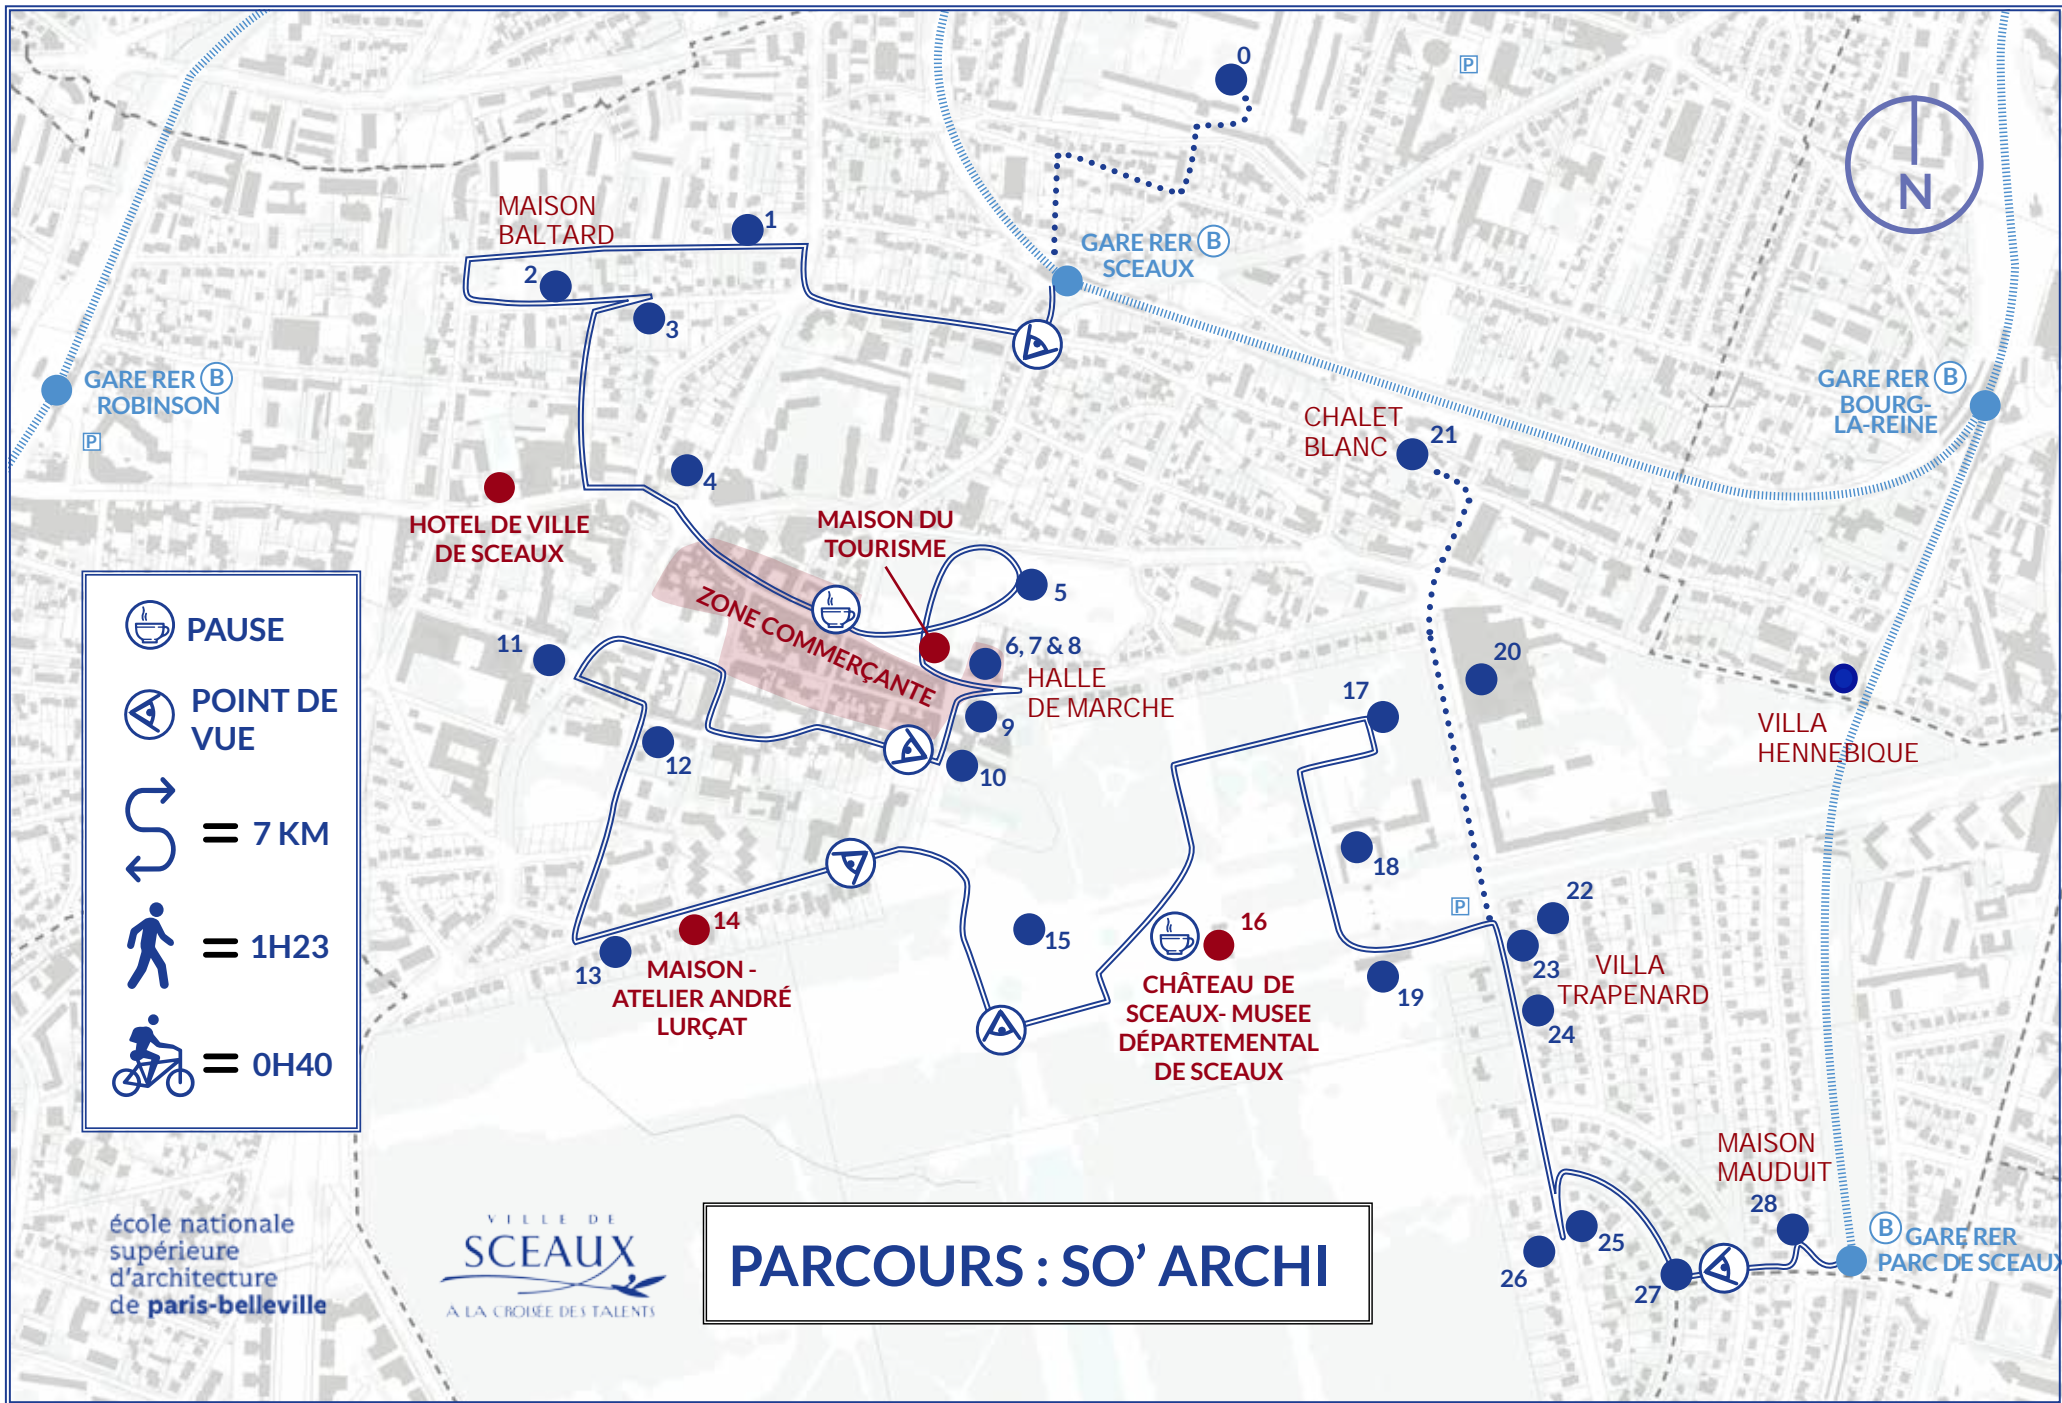 0
P
N
MAISON
BALTARD
1
2
3
GARE RER B
SCEAUX
GARE RER B
ROBINSON
P
GARE RER B
BOURG-
LA-REINE
CHALET
BLANC
21
4
HOTEL DE VILLE
DE SCEAUX
MAISON DU
TOURISME
5
ZONE COMMERÇANTE
6, 7 & 8
HALLE
DE MARCHE
9
10
11
12
17
20
VILLA
HENNEBIQUE
18
PAUSE
POINT DE
VUE
= 7 KM
= 1H23
= 0H40
13
14
MAISON -
ATELIER ANDRÉ
LURÇAT
15
16
CHÂTEAU DE
SCEAUX- MUSEE
DÉPARTEMENTAL
DE SCEAUX
P
19
22
23
VILLA
TRAPENARD
24
25
26
27
MAISON
MAUDUIT
28
B GARE RER
PARC DE SCEAUX
école nationale
supérieure
d'architecture
de paris-belleville
VILLE DE
SCEAUX
A LA CROISÉE DES TALENTS
PARCOURS : SO' ARCHI